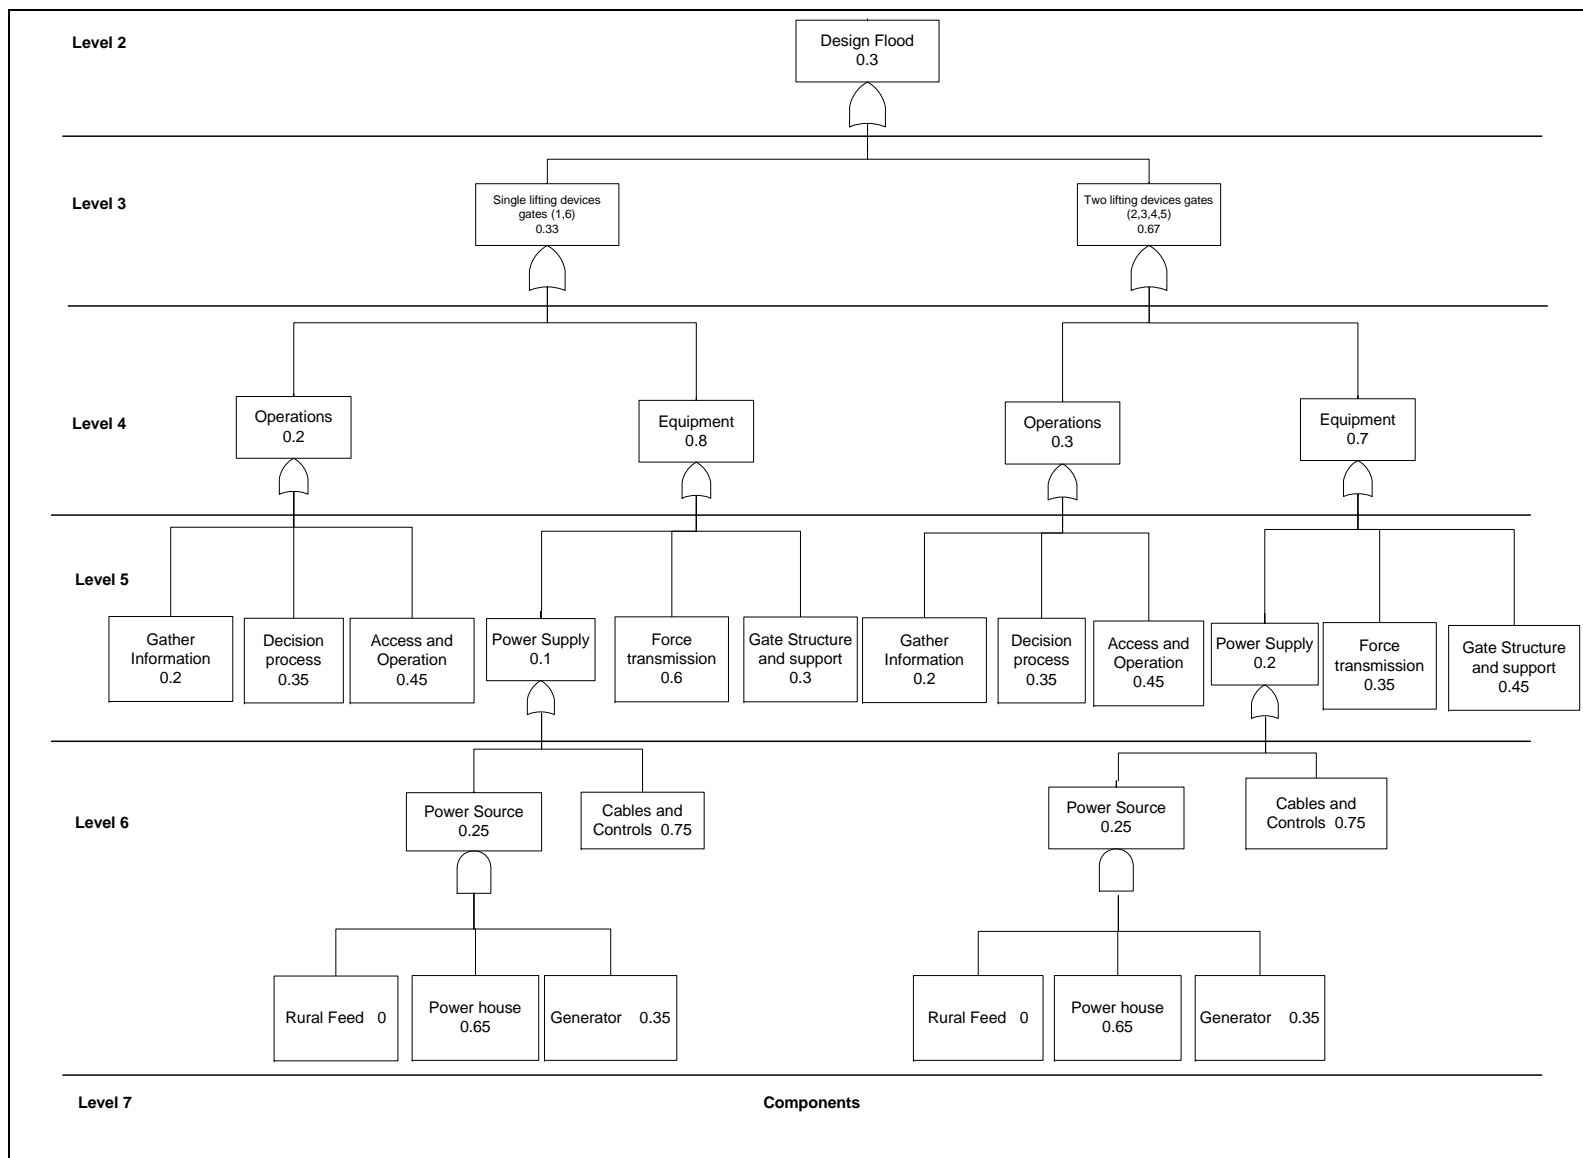 Level 2
Design Flood
0.3
Level 3
Single lifting devices
gates (1,6)
0.33
Two lifting devices gates
(2,3,4,5)
0.67
Level 4
Operations
0.2
Equipment
0.8
Operations
0.3
Equipment
0.7
Level 5
Gather
Information
0.2
Decision
process
0.35
Access and
Operation
0.45
Power Supply
0.1
Force
transmission
0.6
Gate Structure
and support
0.3
Gather
Information
0.2
Decision
process
0.35
Access and
Operation
0.45
Power Supply
0.2
Force
transmission
0.35
Gate Structure
and support
0.45
Level 6
Power Source
0.25
Cables and
Controls 0.75
Power Source
0.25
Cables and
Controls 0.75
Rural Feed 0
Power house
0.65
Generator 0.35
Rural Feed 0
Power house
0.65
Generator 0.35
Level 7
Components